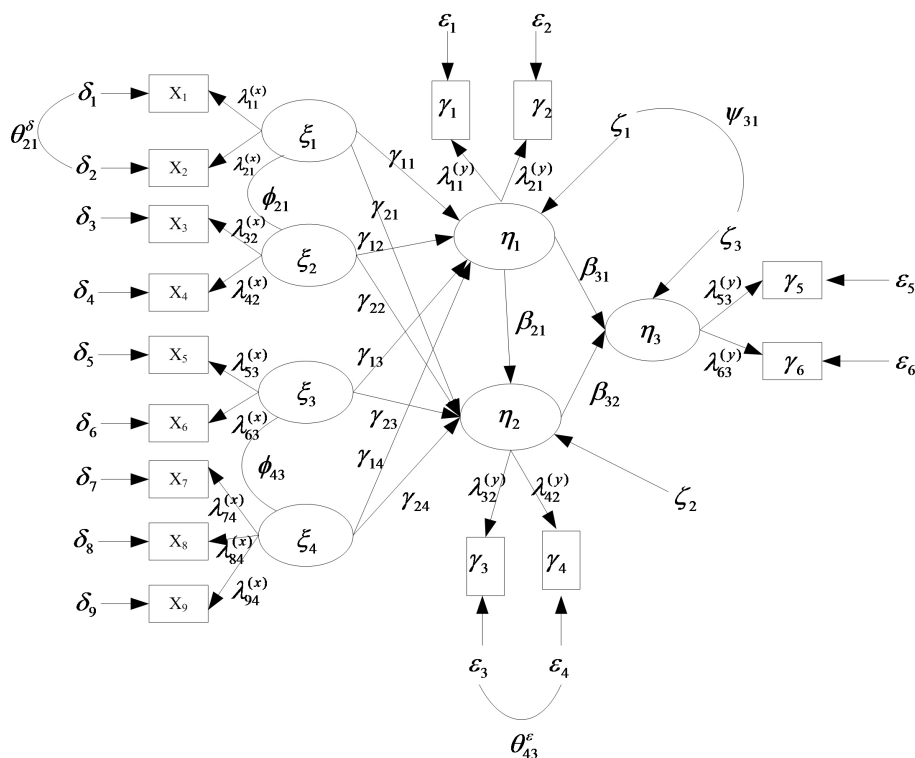 ε₁
ε₂
δ₁
X₁
λ₁₁⁽ˣ⁾
ξ₁
γ₁
γ₂
ζ₁
ψ₃₁
θ₂₁^δ
δ₂
X₂
λ₂₁⁽ˣ⁾
γ₁₁
λ₁₁⁽ʸ⁾
λ₂₁⁽ʸ⁾
ϕ₂₁
γ₂₁
δ₃
X₃
λ₃₂⁽ˣ⁾
ξ₂
γ₁₂
η₁
ζ₃
δ₄
X₄
λ₄₂⁽ˣ⁾
γ₂₂
β₃₁
λ₅₃⁽ʸ⁾
γ₅
ε₅
β₂₁
η₃
δ₅
X₅
λ₅₃⁽ˣ⁾
γ₁₃
λ₆₃⁽ʸ⁾
γ₆
ε₆
ξ₃
β₃₂
δ₆
X₆
λ₆₃⁽ˣ⁾
γ₂₃
η₂
ϕ₄₃
γ₁₄
δ₇
X₇
λ₇₄⁽ˣ⁾
γ₂₄
λ₃₂⁽ʸ⁾
λ₄₂⁽ʸ⁾
ζ₂
δ₈
X₈
λ₈₄⁽ˣ⁾
ξ₄
γ₃
γ₄
δ₉
X₉
λ₉₄⁽ˣ⁾
ε₃
ε₄
θ₄₃^ε